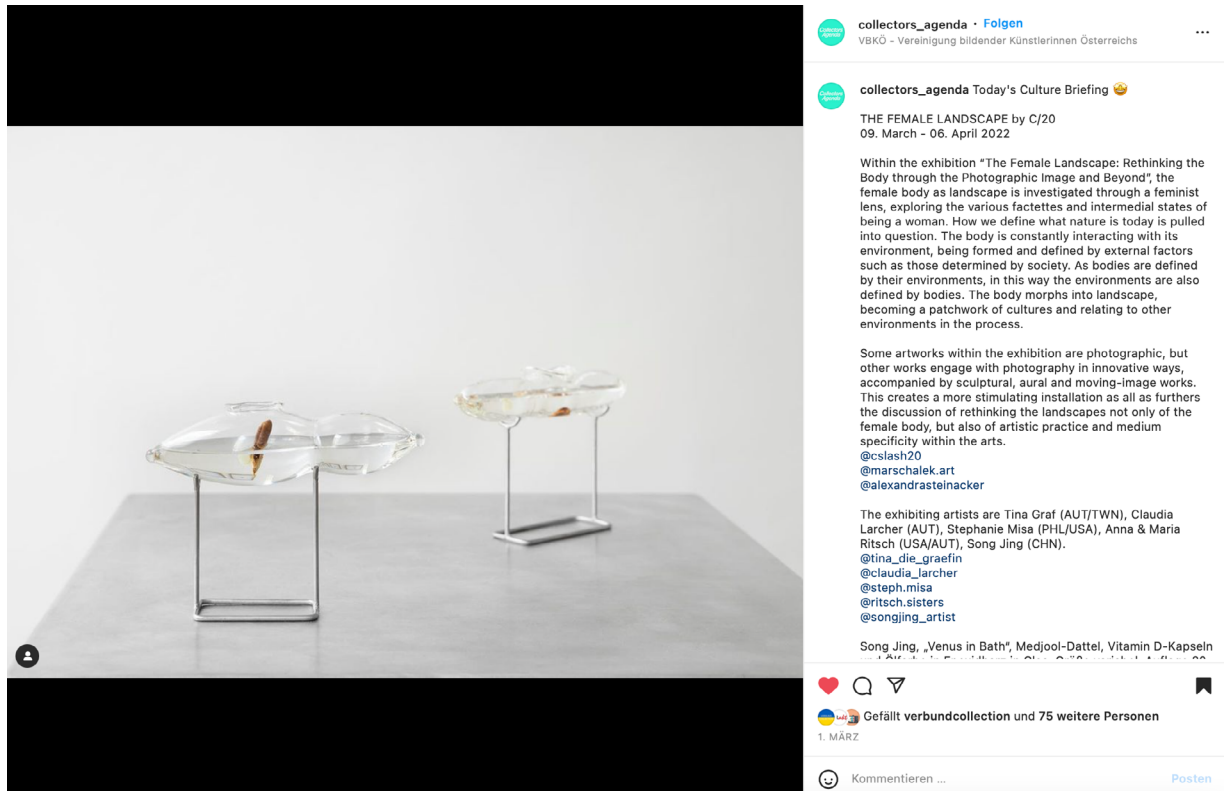 collectors_agenda · Folgen
VBKÖ - Vereinigung bildender Künstlerinnen Österreichs
collectors_agenda Today's Culture Briefing 🤩
THE FEMALE LANDSCAPE by C/20
09. March - 06. April 2022
Within the exhibition “The Female Landscape: Rethinking the
Body through the Photographic Image and Beyond”, the
female body as landscape is investigated through a feminist
lens, exploring the various factettes and intermedial states of
being a woman. How we define what nature is today is pulled
into question. The body is constantly interacting with its
environment, being formed and defined by external factors
such as those determined by society. As bodies are defined
by their environments, in this way the environments are also
defined by bodies. The body morphs into landscape,
becoming a patchwork of cultures and relating to other
environments in the process.
Some artworks within the exhibition are photographic, but
other works engage with photography in innovative ways,
accompanied by sculptural, aural and moving-image works.
This creates a more stimulating installation as all as furthers
the discussion of rethinking the landscapes not only of the
female body, but also of artistic practice and medium
specificity within the arts.
@cslash20
@marschalek.art
@alexandrasteinacker
The exhibiting artists are Tina Graf (AUT/TWN), Claudia
Larcher (AUT), Stephanie Misa (PHL/USA), Anna & Maria
Ritsch (USA/AUT), Song Jing (CHN).
@tina_die_graefin
@claudia_larcher
@steph.misa
@ritsch.sisters
@songjing_artist
Song Jing, „Venus in Bath“, Medjool-Dattel, Vitamin D-Kapseln
Gefällt verbundcollection und 75 weitere Personen
1. MÄRZ
Kommentieren ...
Posten